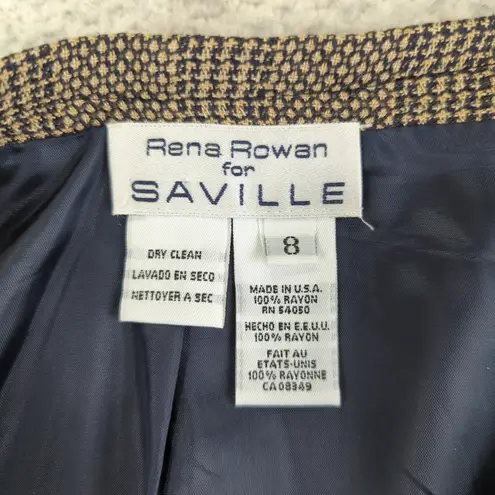 Rena Rowan
for
SAVILLE
DRY CLEAN
LAVADO EN SECO
NETTOYER A SEC
8
MADE IN U.S.A.
100% RAYON
RN 54050
HECHO EN E.E.U.U.
100% RAYON
FAIT AU
ETATS-UNIS
100% RAYONNE
CA 08349